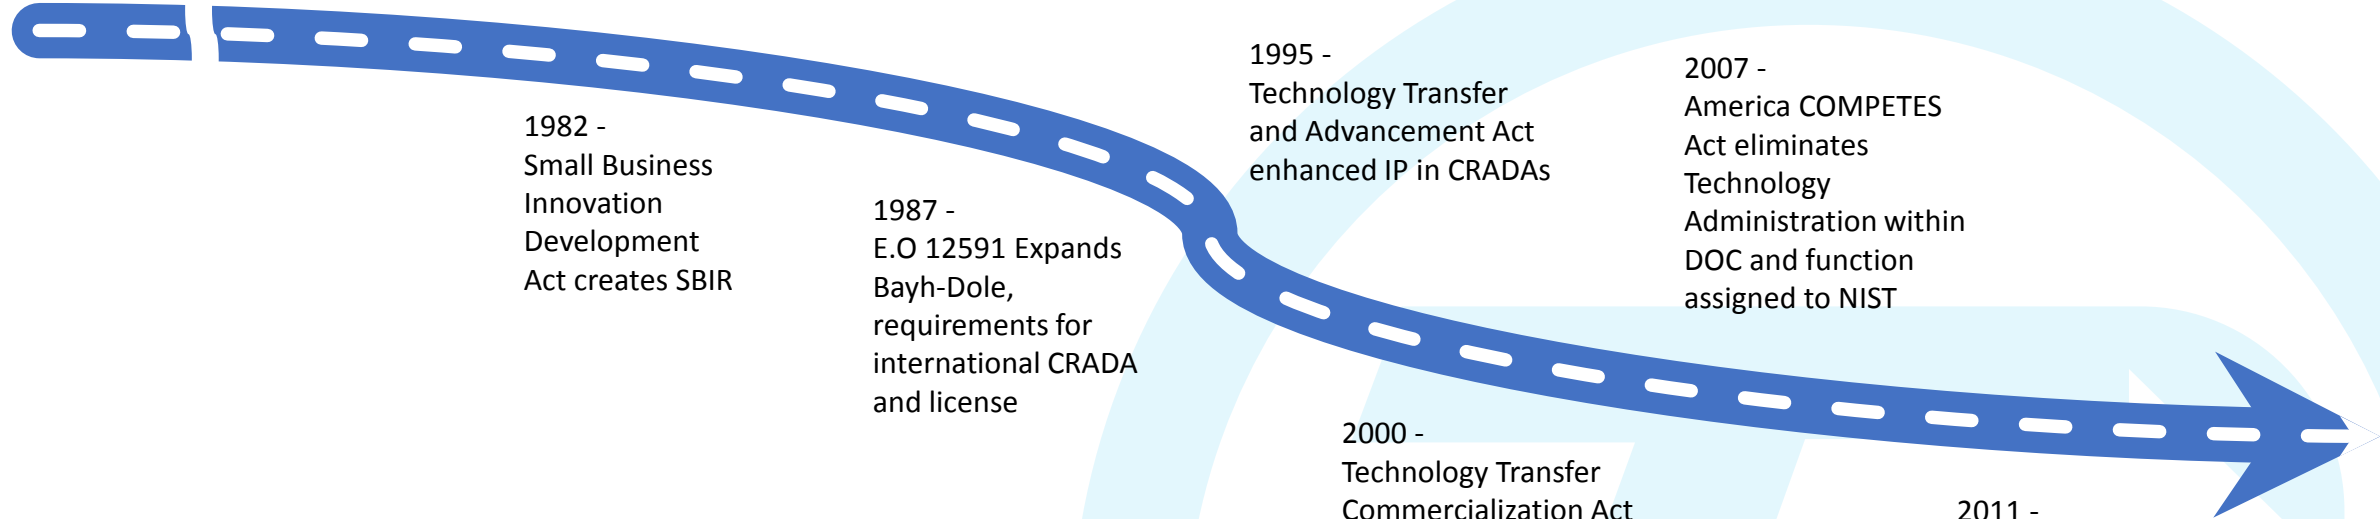 1982 -
Small Business
Innovation
Development
Act creates SBIR
1987 -
E.O 12591 Expands
Bayh-Dole,
requirements for
international CRADA
and license
1995 -
Technology Transfer
and Advancement Act
enhanced IP in CRADAs
2000 -
Technology Transfer
Commercialization Act
2007 -
America COMPETES
Act eliminates
Technology
Administration within
DOC and function
assigned to NIST
2011 -